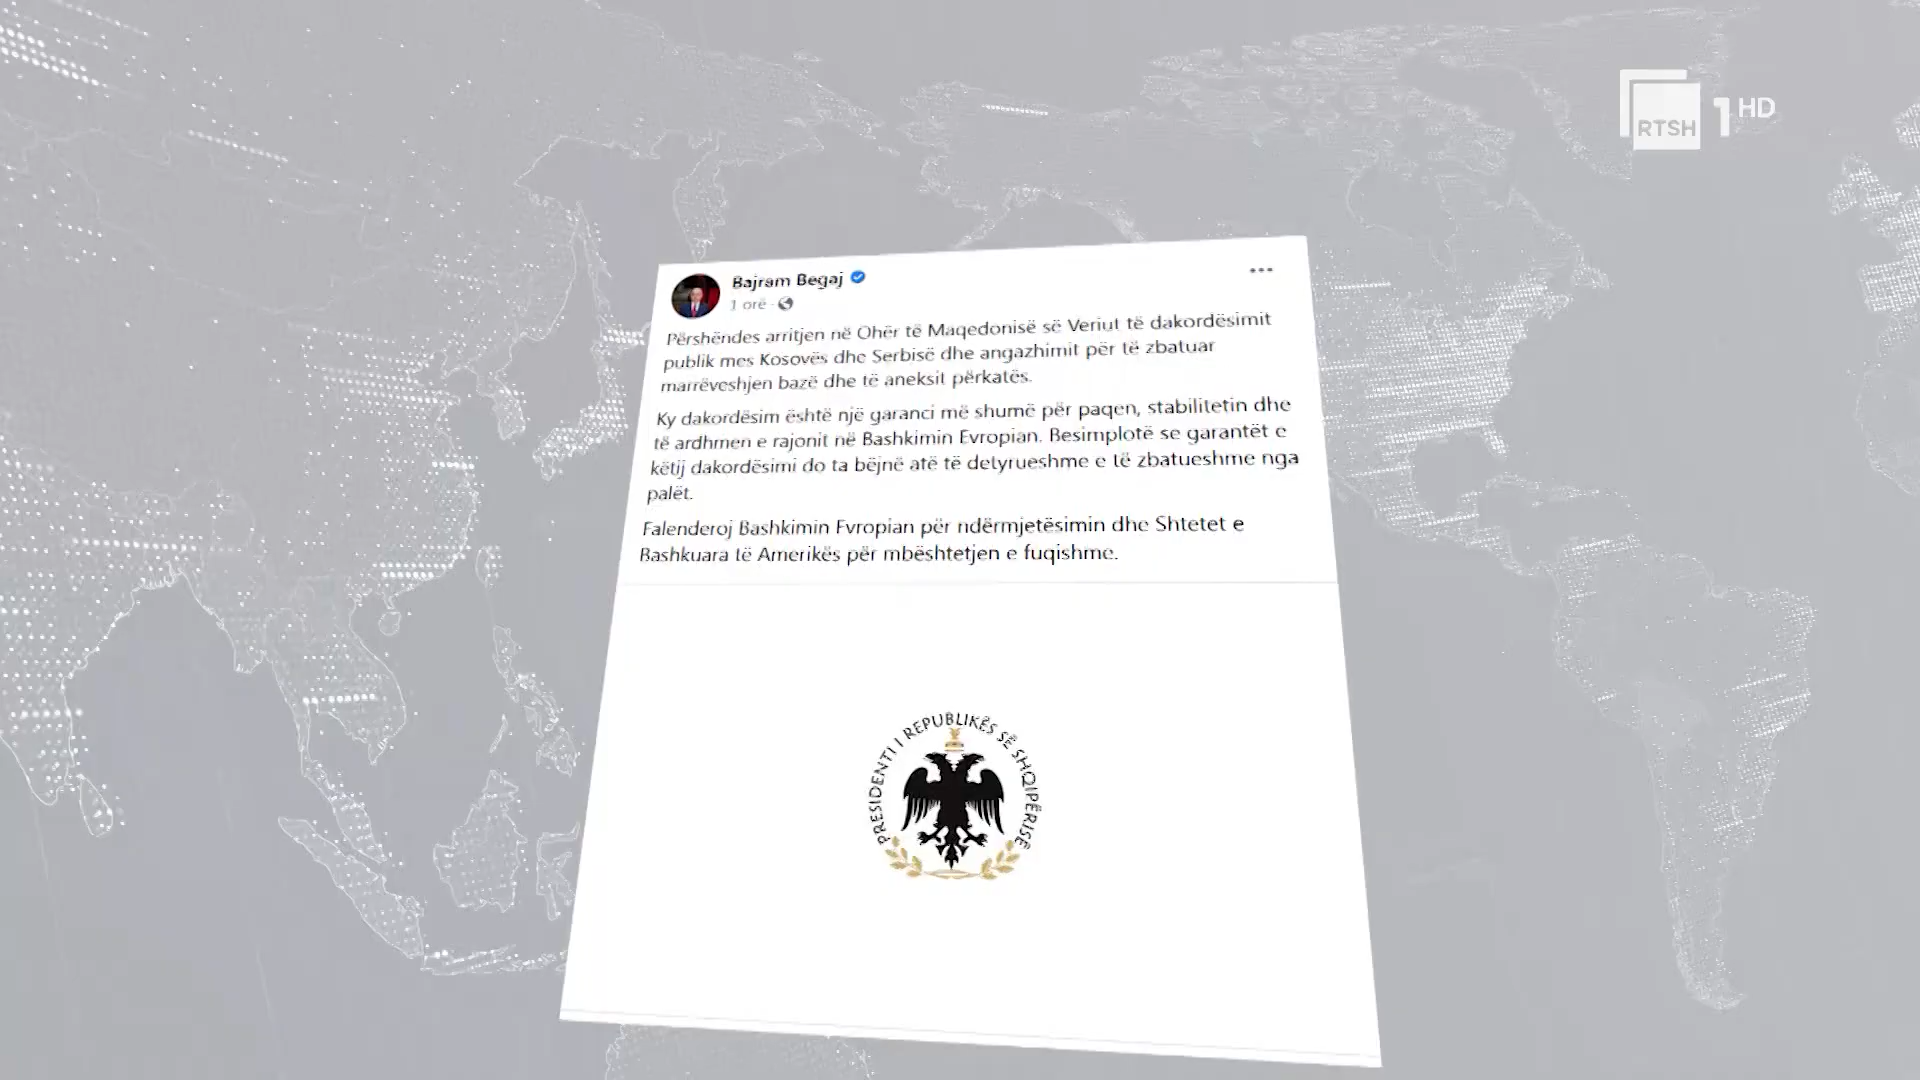 RTSH 1 HD
Bajram Begaj
1 orë
Përshëndes arritjen në Ohër të Maqedonisë së Veriut të dakordësimit
publik mes Kosovës dhe Serbisë dhe angazhimit për të zbatuar
marrëveshjen bazë dhe të aneksit përkatës.
Ky dakordësim është një garanci më shumë për paqen, stabilitetin dhe
të ardhmen e rajonit në Bashkimin Evropian. Besimplotë se garantët e
këtij dakordësimi do ta bëjnë atë të detyrueshme e të zbatueshme nga
palët.
Falenderoj Bashkimin Evropian për ndërmjetësimin dhe Shtetet e
Bashkuara të Amerikës për mbështetjen e fuqishme.
PRESIDENTI I REPUBLIKËS SË SHQIPËRISË